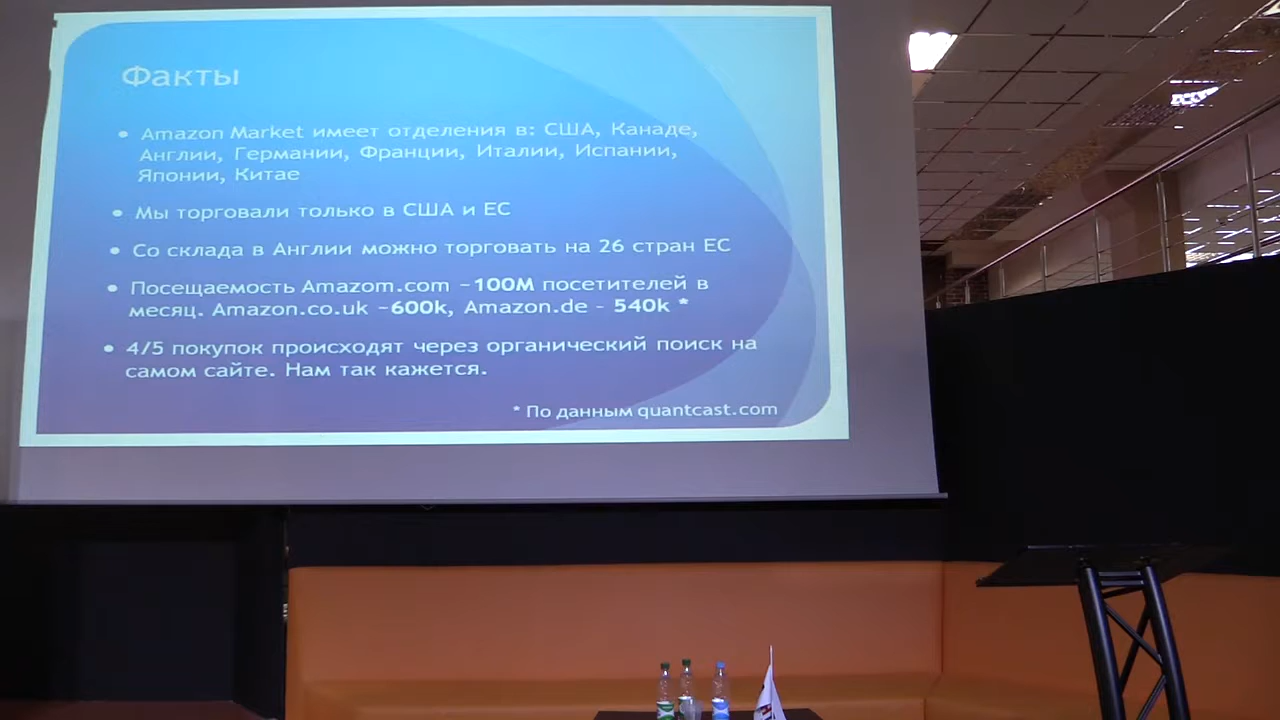 Факты
• Amazon Market имеет отделения в: США, Канаде,
Англии, Германии, Франции, Италии, Испании,
Японии, Китае
• Мы торговали только в США и ЕС
• Со склада в Англии можно торговать на 26 стран ЕС
• Посещаемость Amazom.com –100M посетителей в
месяц. Amazon.co.uk –600k, Amazon.de - 540k *
• 4/5 покупок происходят через органический поиск на
самом сайте. Нам так кажется.
* По данным quantcast.com